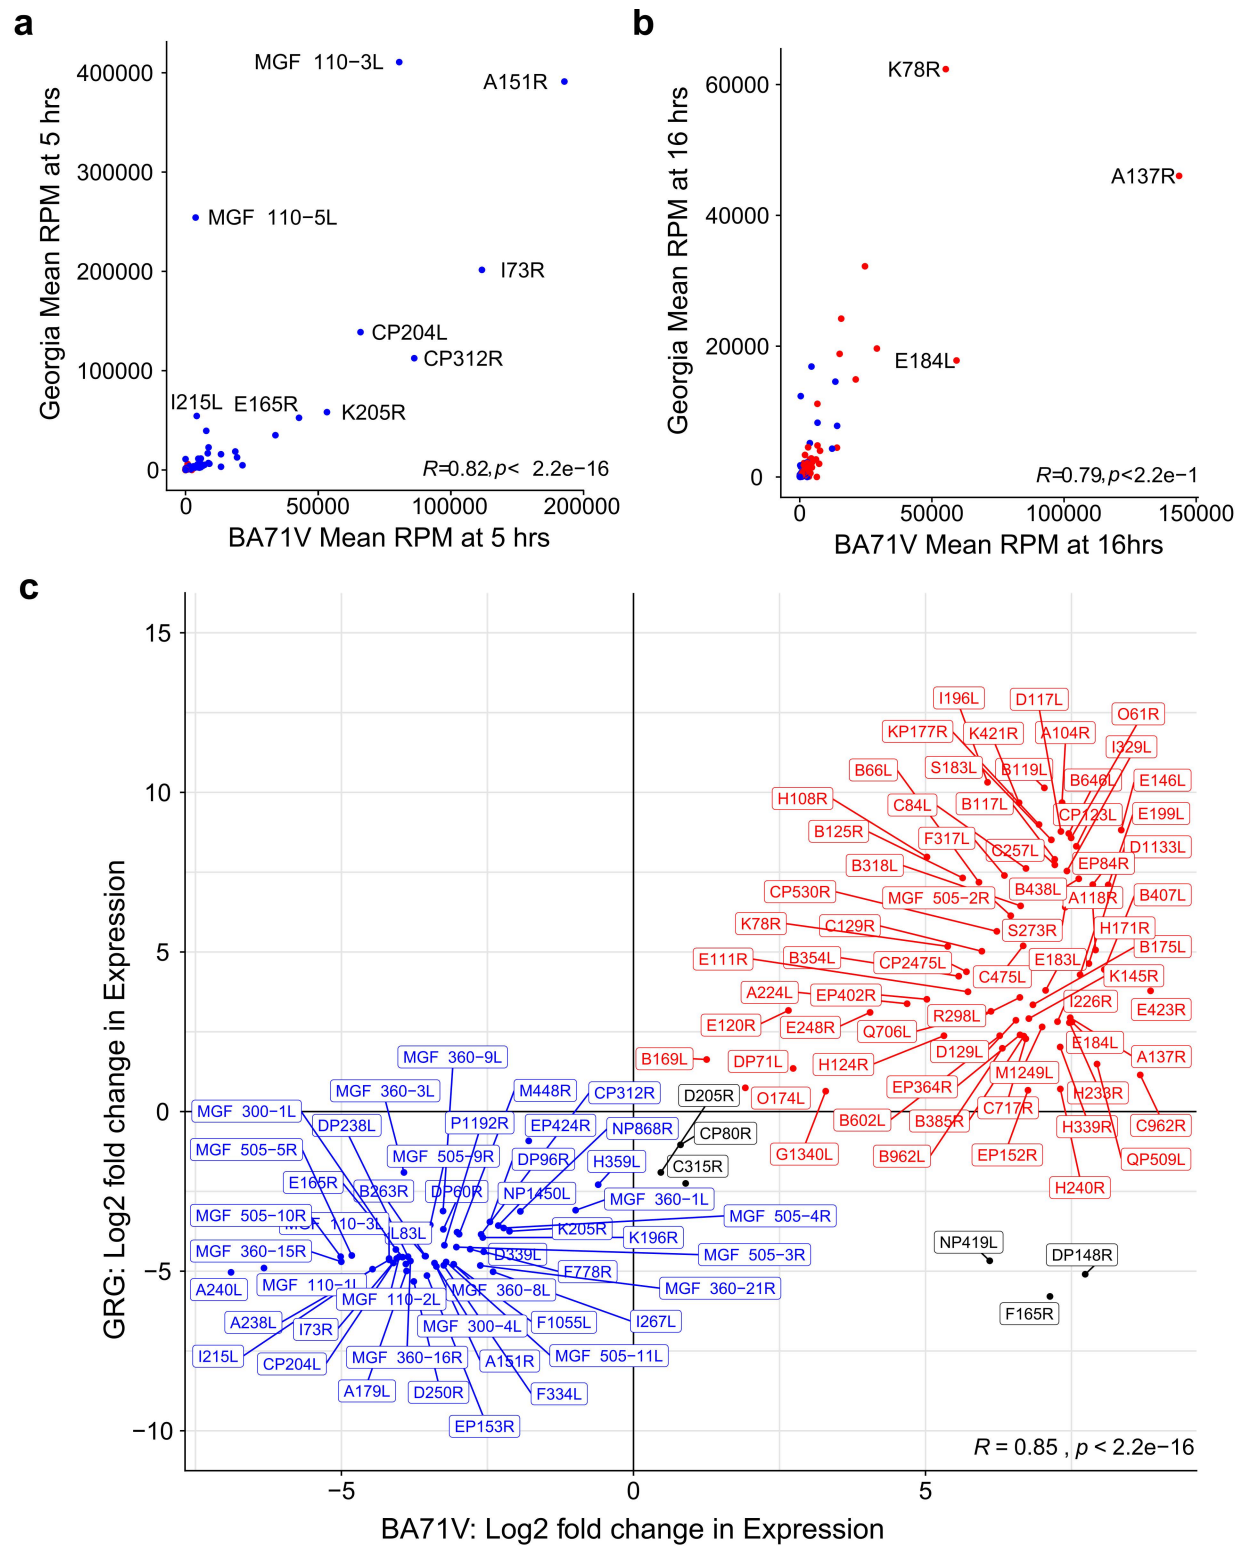 a
b
400000
300000
200000
100000
0
Georgia Mean RPM at 5 hrs
MGF 110−3L
A151R
MGF 110−5L
I73R
CP204L
CP312R
I215L
E165R
K205R
R=0.82, p< 2.2e−16
0
50000
100000
200000
BA71V Mean RPM at 5 hrs
60000
40000
20000
0
Georgia Mean RPM at 16 hrs
K78R
A137R
E184L
R=0.79, p<2.2e−1
0
50000
100000
150000
BA71V Mean RPM at 16hrs
c
15
10
5
0
−5
−10
GRG: Log2 fold change in Expression
I196L
D117L
O61R
KP177R
K421R
A104R
I329L
B66L
S183L
B119L
B646L
E146L
H108R
C84L
B117L
CP123L
E199L
B125R
F317L
C257L
D1133L
B318L
EP84R
CP530R
MGF 505−2R
B438L
A118R
B407L
K78R
C129R
S273R
H171R
E111R
B354L
CP2475L
E183L
B175L
C475L
K145R
A224L
EP402R
I226R
E423R
E120R
E248R
Q706L
R298L
E184L
B169L
DP71L
H124R
D129L
A137R
M1249L
EP364R
H233R
D205R
O174L
C717R
B602L
B385R
H339R
C962R
CP80R
G1340L
B962L
EP152R
QP509L
C315R
H240R
MGF 360−9L
MGF 360−3L
M448R
CP312R
MGF 300−1L
DP238L
P1192R
EP424R
NP868R
MGF 505−5R
MGF 505−9R
DP96R
H359L
E165R
B263R
DP60R
NP1450L
MGF 360−1L
MGF 505−10R
MGF 110−3L
L83L
K205R
MGF 505−4R
K196R
MGF 360−15R
D339L
MGF 505−3R
F778R
A240L
MGF 110−1L
MGF 360−8L
MGF 360−21R
MGF 110−2L
A238L
I73R
MGF 300−4L
F1055L
I267L
I215L
CP204L
MGF 360−16R
A151R
MGF 505−11L
A179L
D250R
F334L
EP153R
NP419L
DP148R
F165R
R = 0.85 , p < 2.2e−16
−5
0
5
BA71V: Log2 fold change in Expression